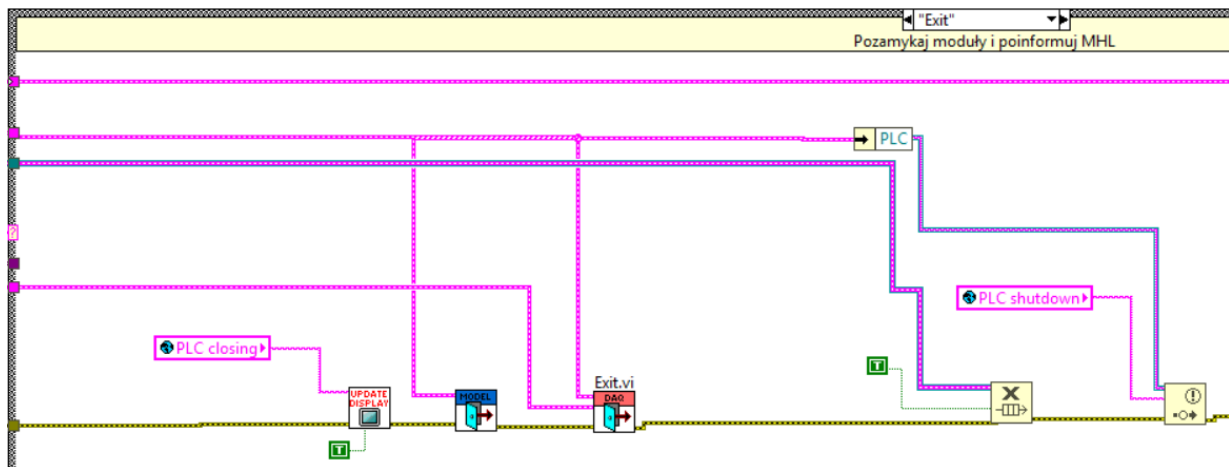 "Exit"
Pozamykaj moduły i poinformuj MHL
PLC
?
PLC shutdown
PLC closing
T
UPDATE
DISPLAY
MODEL
Exit.vi
DAQ
T